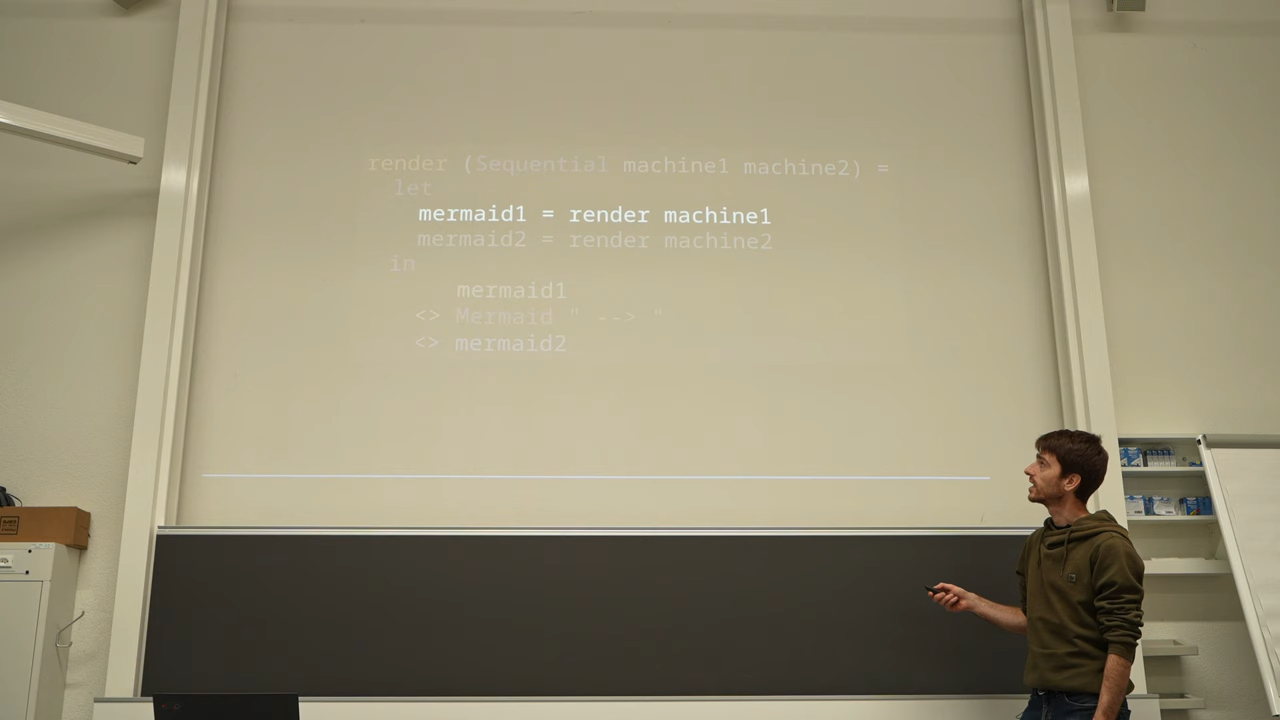 render (Sequential machine1 machine2) =
  let
    mermaid1 = render machine1
    mermaid2 = render machine2
  in
       mermaid1
    <> Mermaid " --> "
    <> mermaid2